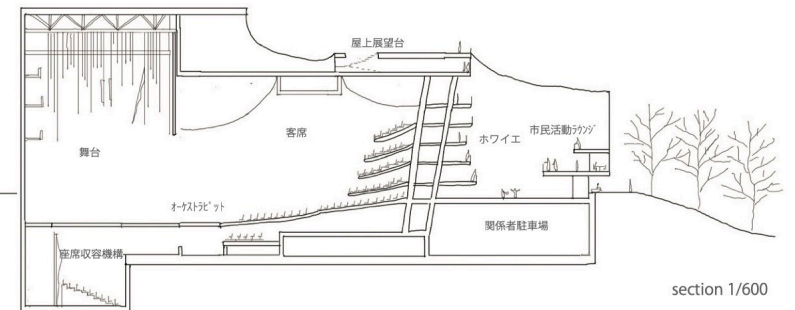 屋上展望台
客席
市民活動ラウンジ
ホワイエ
舞台
オーケストラピット
関係者駐車場
座席収容機構
section 1/600